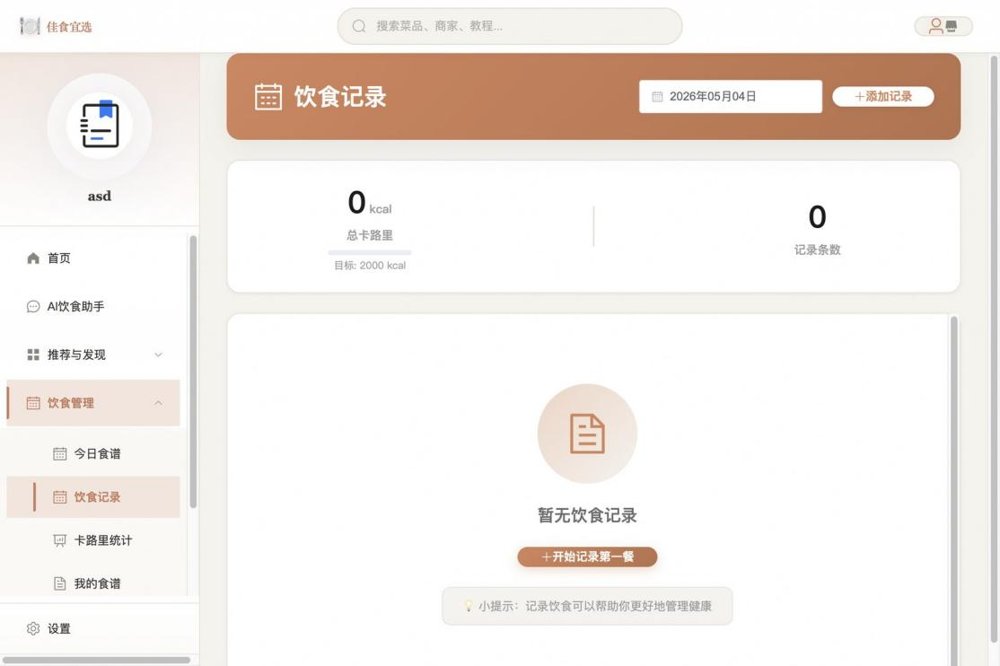 佳食宜选
搜索菜品、商家、教程...
asd
首页
AI饮食助手
推荐与发现
饮食管理
今日食谱
饮食记录
卡路里统计
我的食谱
设置
饮食记录
2026年05月04日
+添加记录
0 kcal
总卡路里
目标: 2000 kcal
0
记录条数
暂无饮食记录
+开始记录第一餐
💡 小提示：记录饮食可以帮助你更好地管理健康